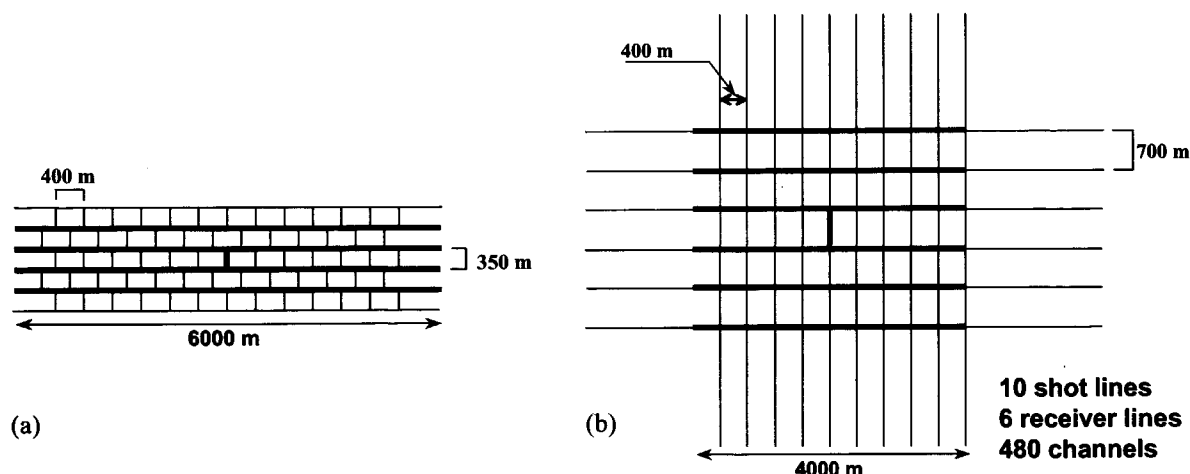 400 m
350 m
6000 m
(a)
400 m
700 m
10 shot lines
6 receiver lines
480 channels
4000 m
(b)